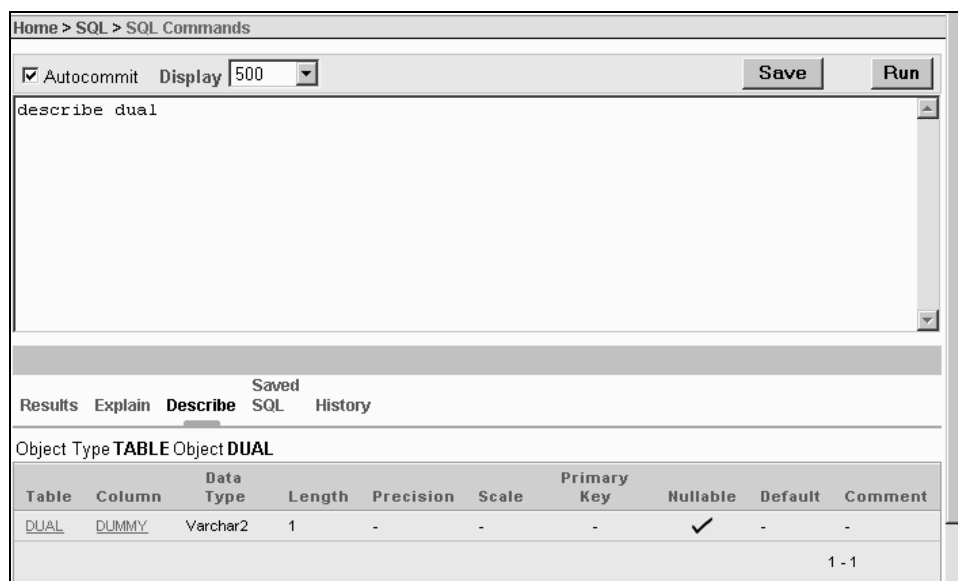 Home > SQL > SQL Commands
Autocommit Display 500 Save Run
describe dual
Results Explain Describe Saved SQL History
Object Type TABLE Object DUAL
Table Column Data Type Length Precision Scale Primary Key Nullable Default Comment
DUAL DUMMY Varchar2 1 - - - - -
1 - 1